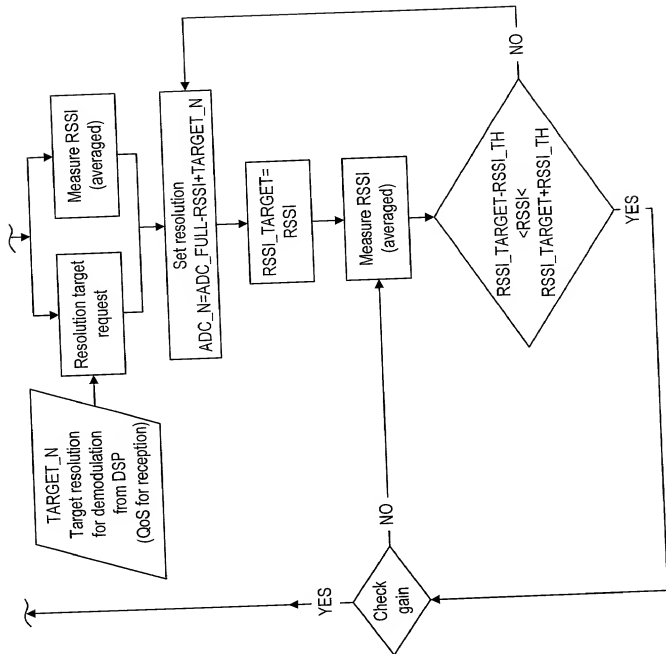 TARGET_N
Target resolution
for demodulation
from DSP
(QoS for reception)
Resolution target
request
Measure RSSI
(averaged)
Set resolution
ADC_N=ADC_FULL-RSSI+TARGET_N
RSSI_TARGET=
RSSI
Measure RSSI
(averaged)
RSSI_TARGET-RSSI_TH
<RSSI<
RSSI_TARGET+RSSI_TH
NO
YES
Check
gain
NO
YES